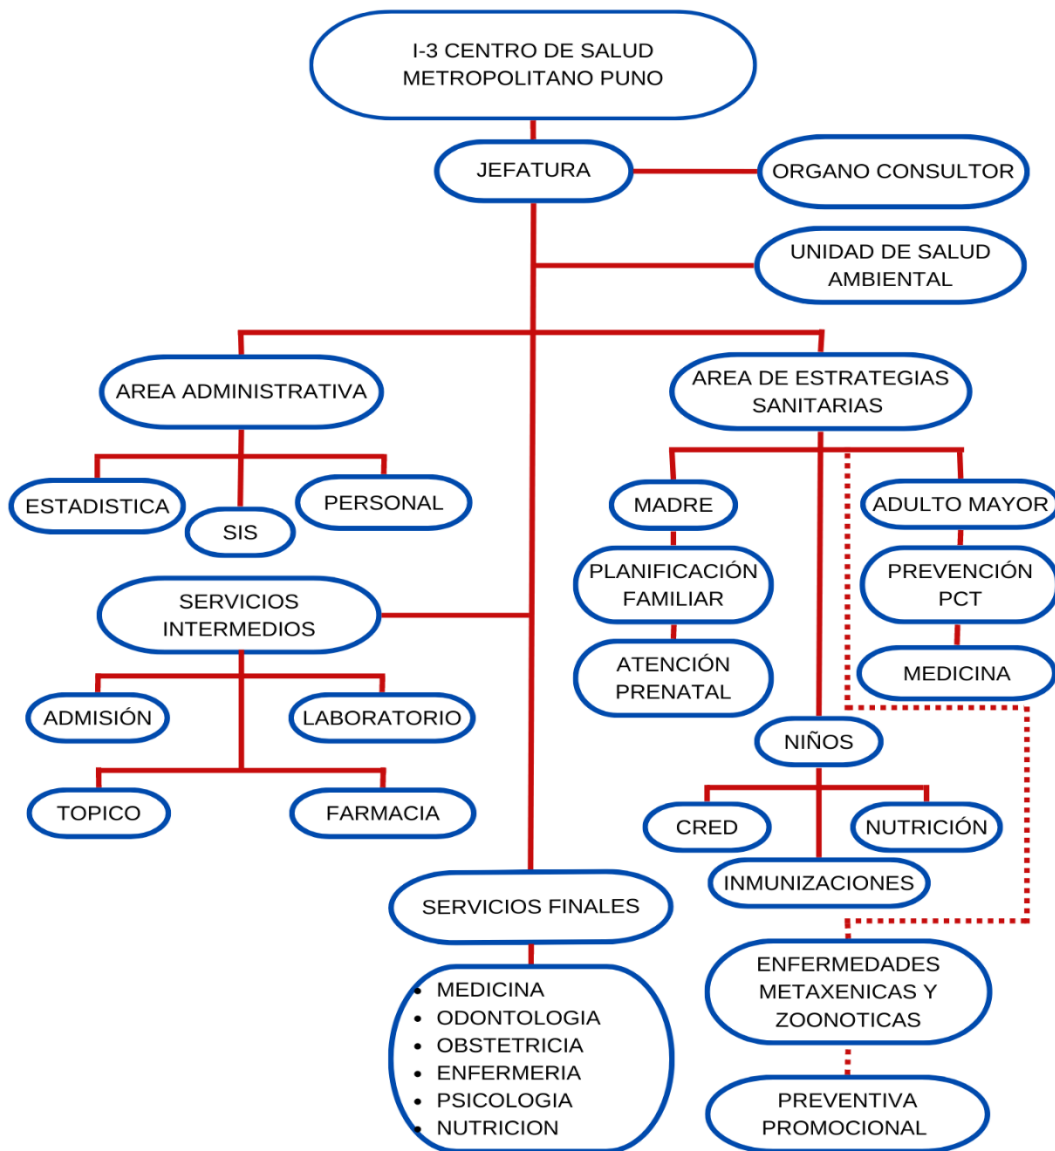 I-3 CENTRO DE SALUD
METROPOLITANO PUNO
JEFATURA
ORGANO CONSULTOR
UNIDAD DE SALUD
AMBIENTAL
AREA ADMINISTRATIVA
ESTADISTICA
SIS
PERSONAL
AREA DE ESTRATEGIAS
SANITARIAS
MADRE
PLANIFICACIÓN
FAMILIAR
ATENCIÓN
PRENATAL
ADULTO MAYOR
PREVENCIÓN
PCT
MEDICINA
NIÑOS
CRED
NUTRICIÓN
INMUNIZACIONES
SERVICIOS
INTERMEDIOS
ADMISIÓN
LABORATORIO
TOPICO
FARMACIA
SERVICIOS FINALES
• MEDICINA
• ODONTOLOGIA
• OBSTETRICIA
• ENFERMERIA
• PSICOLOGIA
• NUTRICION
ENFERMEDADES
METAXENICAS Y
ZOONOTICAS
PREVENTIVA
PROMOCIONAL